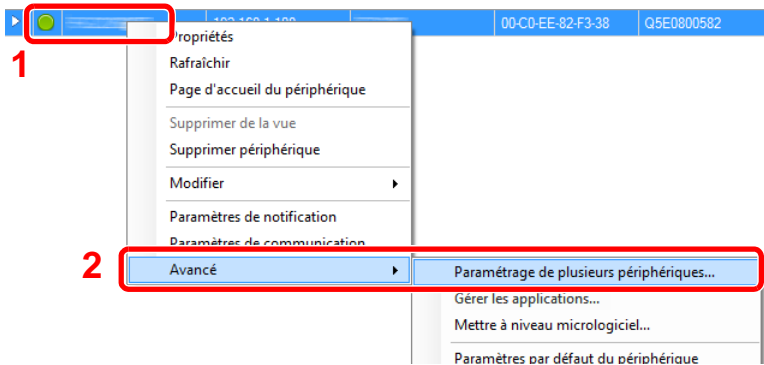 192.168.1.100 00-C0-EE-82-F3-38 Q5E0800582
1
Propriétés
Rafraîchir
Page d'accueil du périphérique
Supprimer de la vue
Supprimer périphérique
Modifier
Paramètres de notification
Paramètres de communication
2
Avancé
Paramétrage de plusieurs périphériques...
Gérer les applications...
Mettre à niveau micrologiciel...
Paramètres par défaut du périphérique